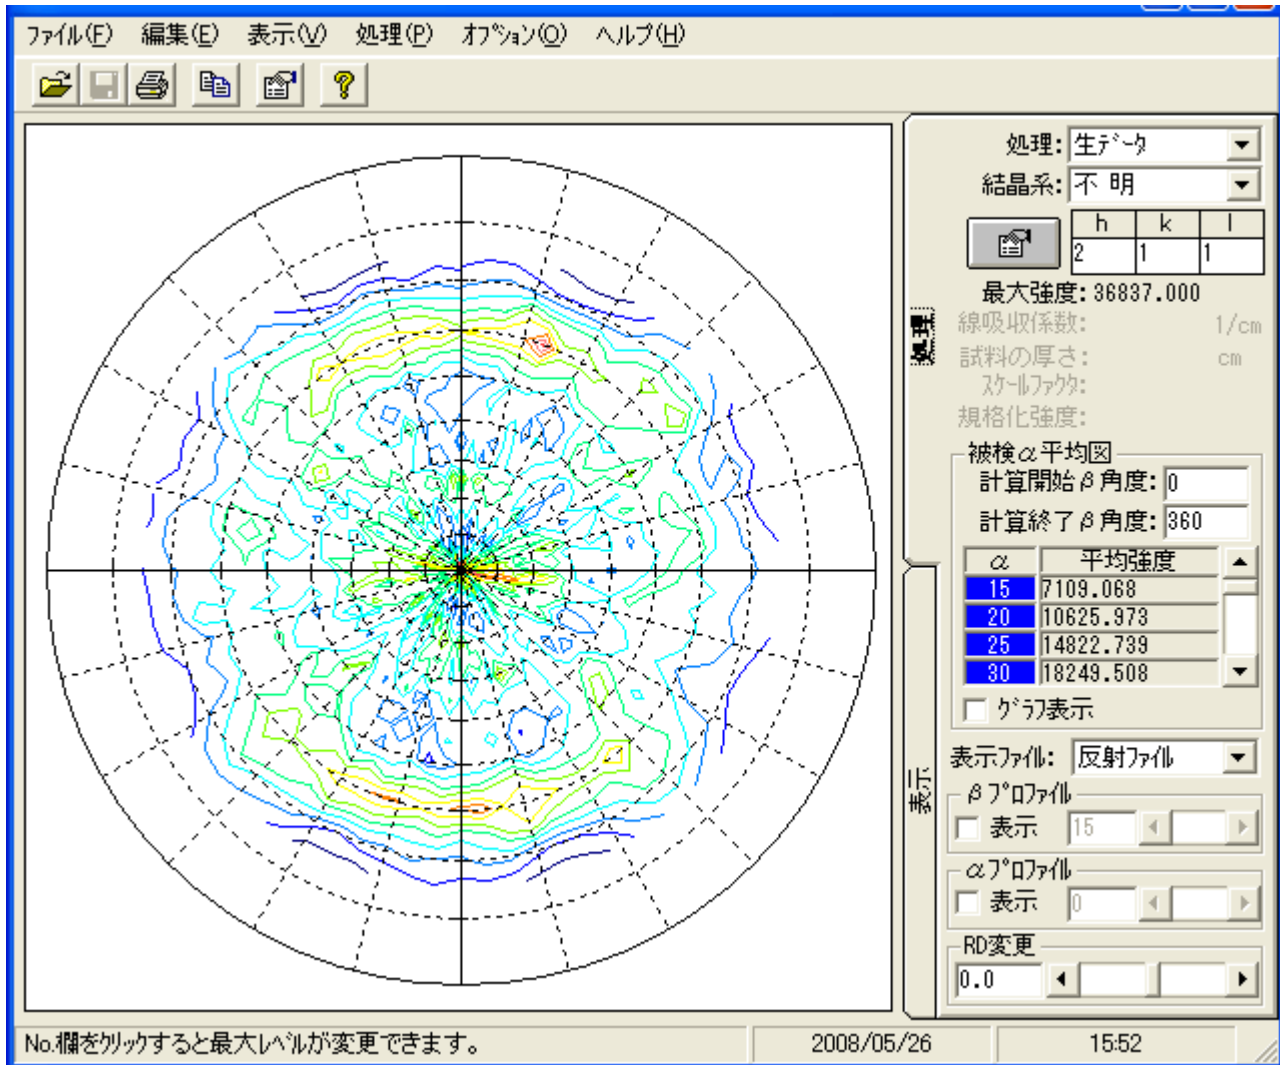 ファイル(F) 編集(E) 表示(V) 処理(P) オプション(O) ヘルプ(H)
処理: 生データ
結晶系: 不 明
h k l
2 1 1
最大強度: 36837.000
線吸収係数: 1/cm
試料の厚さ: cm
スケールファクタ:
規格化強度:
被検α平均図
計算開始β角度: 0
計算終了β角度: 360
α 平均強度
15 7109.068
20 10625.973
25 14822.739
30 18249.508
グラフ表示
表示ファイル: 反射ファイル
βプロファイル
表示 15
αプロファイル
表示 0
RD変更
0.0
処理
表示
No.欄をクリックすると最大レベルが変更できます。 2008/05/26 15:52